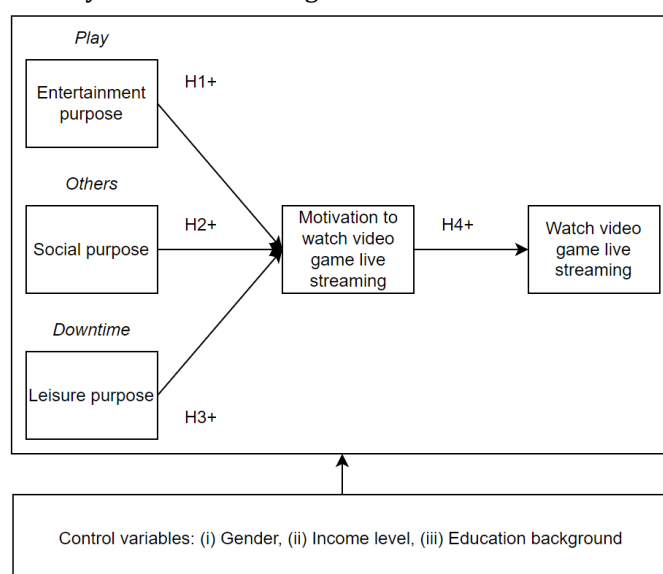 Play
Entertainment
purpose
H1+
Others
Social purpose
H2+
Motivation to
watch video
game live
streaming
H4+
Watch video
game live
streaming
Downtime
Leisure purpose
H3+
Control variables: (i) Gender, (ii) Income level, (iii) Education background